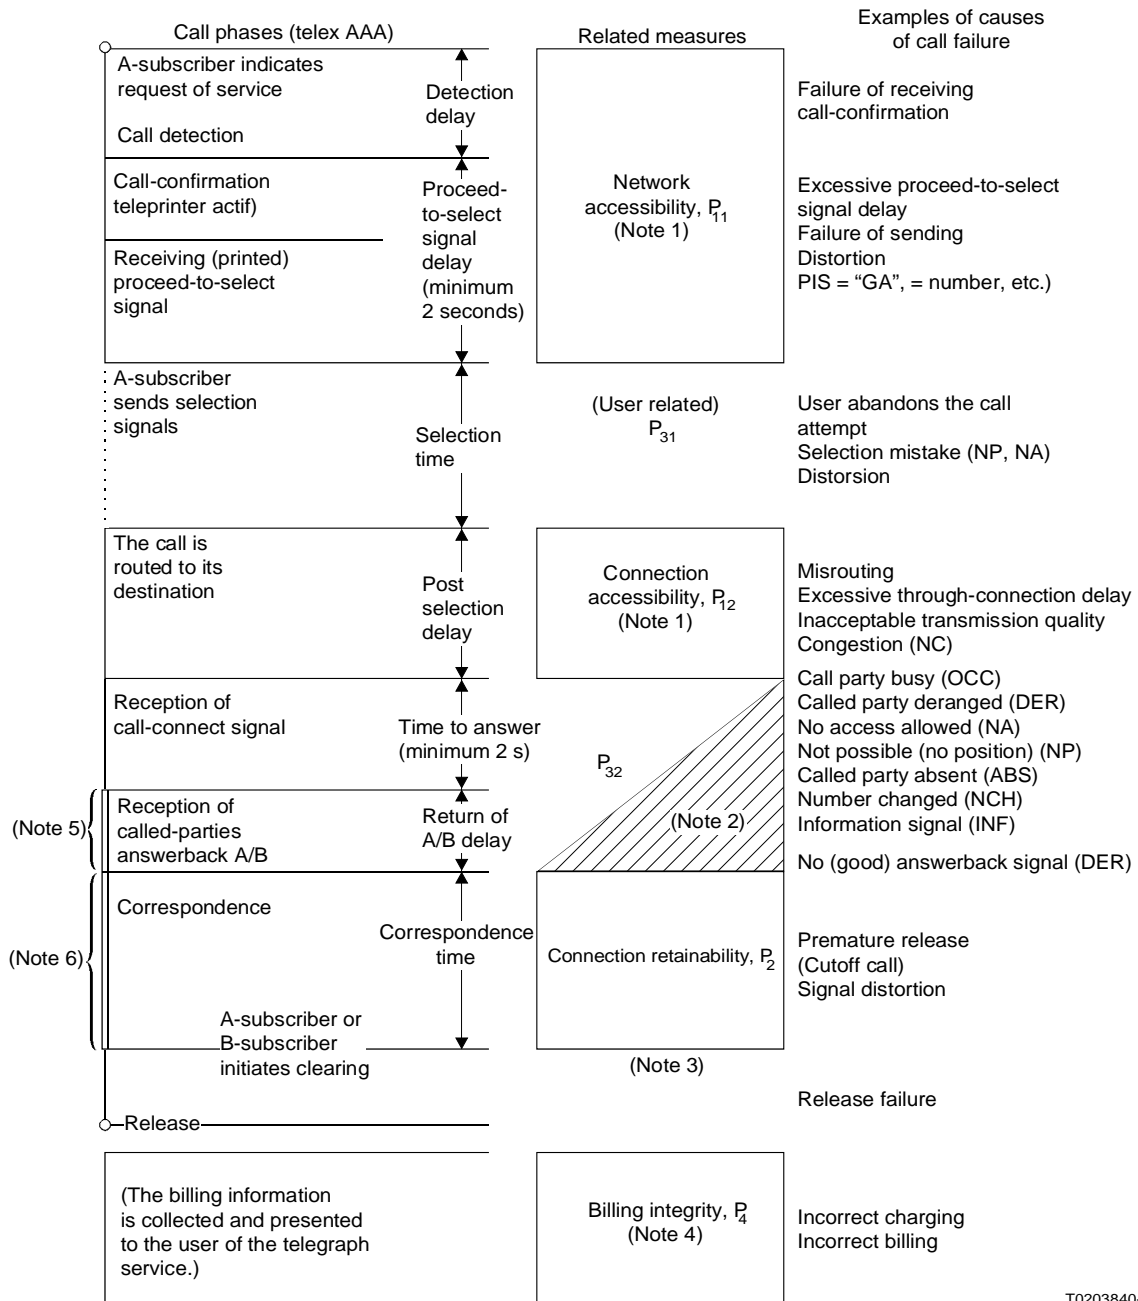 Call phases (telex AAA)
Related measures
Examples of causes
of call failure
A-subscriber indicates
request of service
Call detection
Detection
delay
Failure of receiving
call-confirmation
Call-confirmation
teleprinter actif)
Receiving (printed)
proceed-to-select
signal
Proceed-
to-select
signal
delay
(minimum
2 seconds)
Network
accessibility, P11
(Note 1)
Excessive proceed-to-select
signal delay
Failure of sending
Distortion
PIS = “GA”, = number, etc.)
A-subscriber
sends selection
signals
Selection
time
(User related)
P31
User abandons the call
attempt
Selection mistake (NP, NA)
Distorsion
The call is
routed to its
destination
Post
selection
delay
Connection
accessibility, P12
(Note 1)
Misrouting
Excessive through-connection delay
Inacceptable transmission quality
Congestion (NC)
Reception of
call-connect signal
Time to answer
(minimum 2 s)
P32
(Note 2)
Call party busy (OCC)
Called party deranged (DER)
No access allowed (NA)
Not possible (no position) (NP)
Called party absent (ABS)
Number changed (NCH)
Information signal (INF)
No (good) answerback signal (DER)
(Note 5)
Reception of
called-parties
answerback A/B
Return of
A/B delay
(Note 6)
Correspondence
Correspondence
time
Connection retainability, P2
Premature release
(Cutoff call)
Signal distortion
A-subscriber or
B-subscriber
initiates clearing
(Note 3)
Release failure
Release
(The billing information
is collected and presented
to the user of the telegraph
service.)
Billing integrity, P4
(Note 4)
Incorrect charging
Incorrect billing